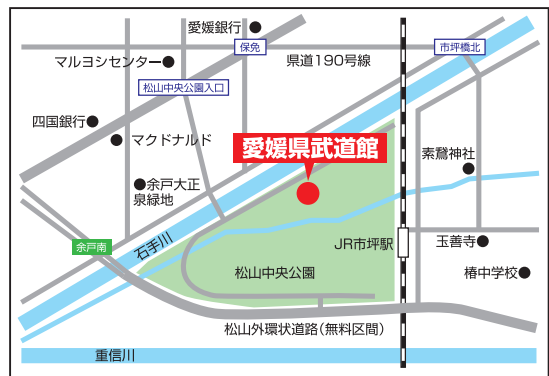 愛媛銀行
保免
県道190号線
市坪橋北
マルヨシセンター
松山中央公園入口
四国銀行
マクドナルド
愛媛県武道館
素鵞神社
余戸大正
泉緑地
余戸南
石手川
JR市坪駅
玉善寺
松山中央公園
椿中学校
松山外環状道路(無料区間)
重信川